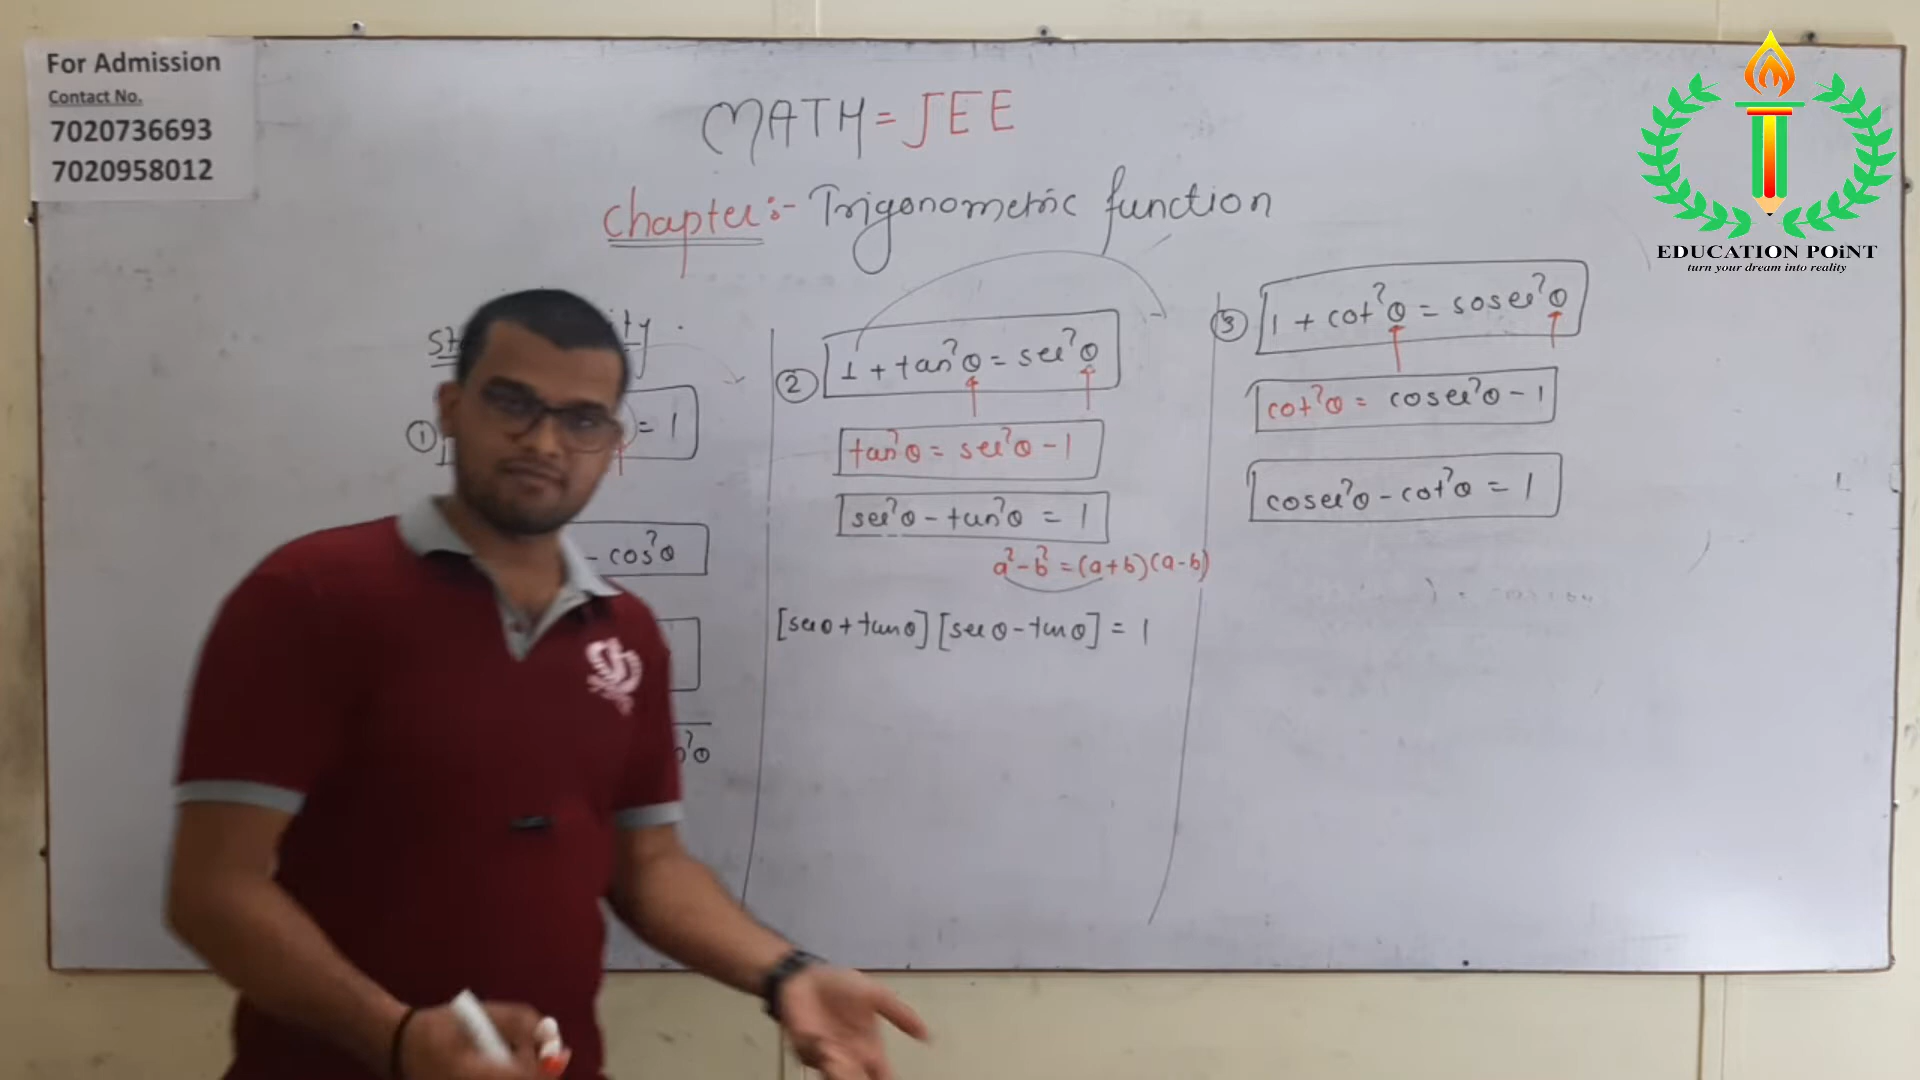 For Admission
Contact No.
7020736693
7020958012
MATH = JEE
Chapter:- Trigonometric function
EDUCATION POiNT
turn your dream into reality
①
= 1
- cos²θ
²θ
② 1 + tan²θ = sec²θ
tan²θ = sec²θ - 1
sec²θ - tan²θ = 1
a² - b² = (a+b)(a-b)
[secθ + tanθ] [secθ - tanθ] = 1
③ 1 + cot²θ = cosec²θ
cot²θ = cosec²θ - 1
cosec²θ - cot²θ = 1